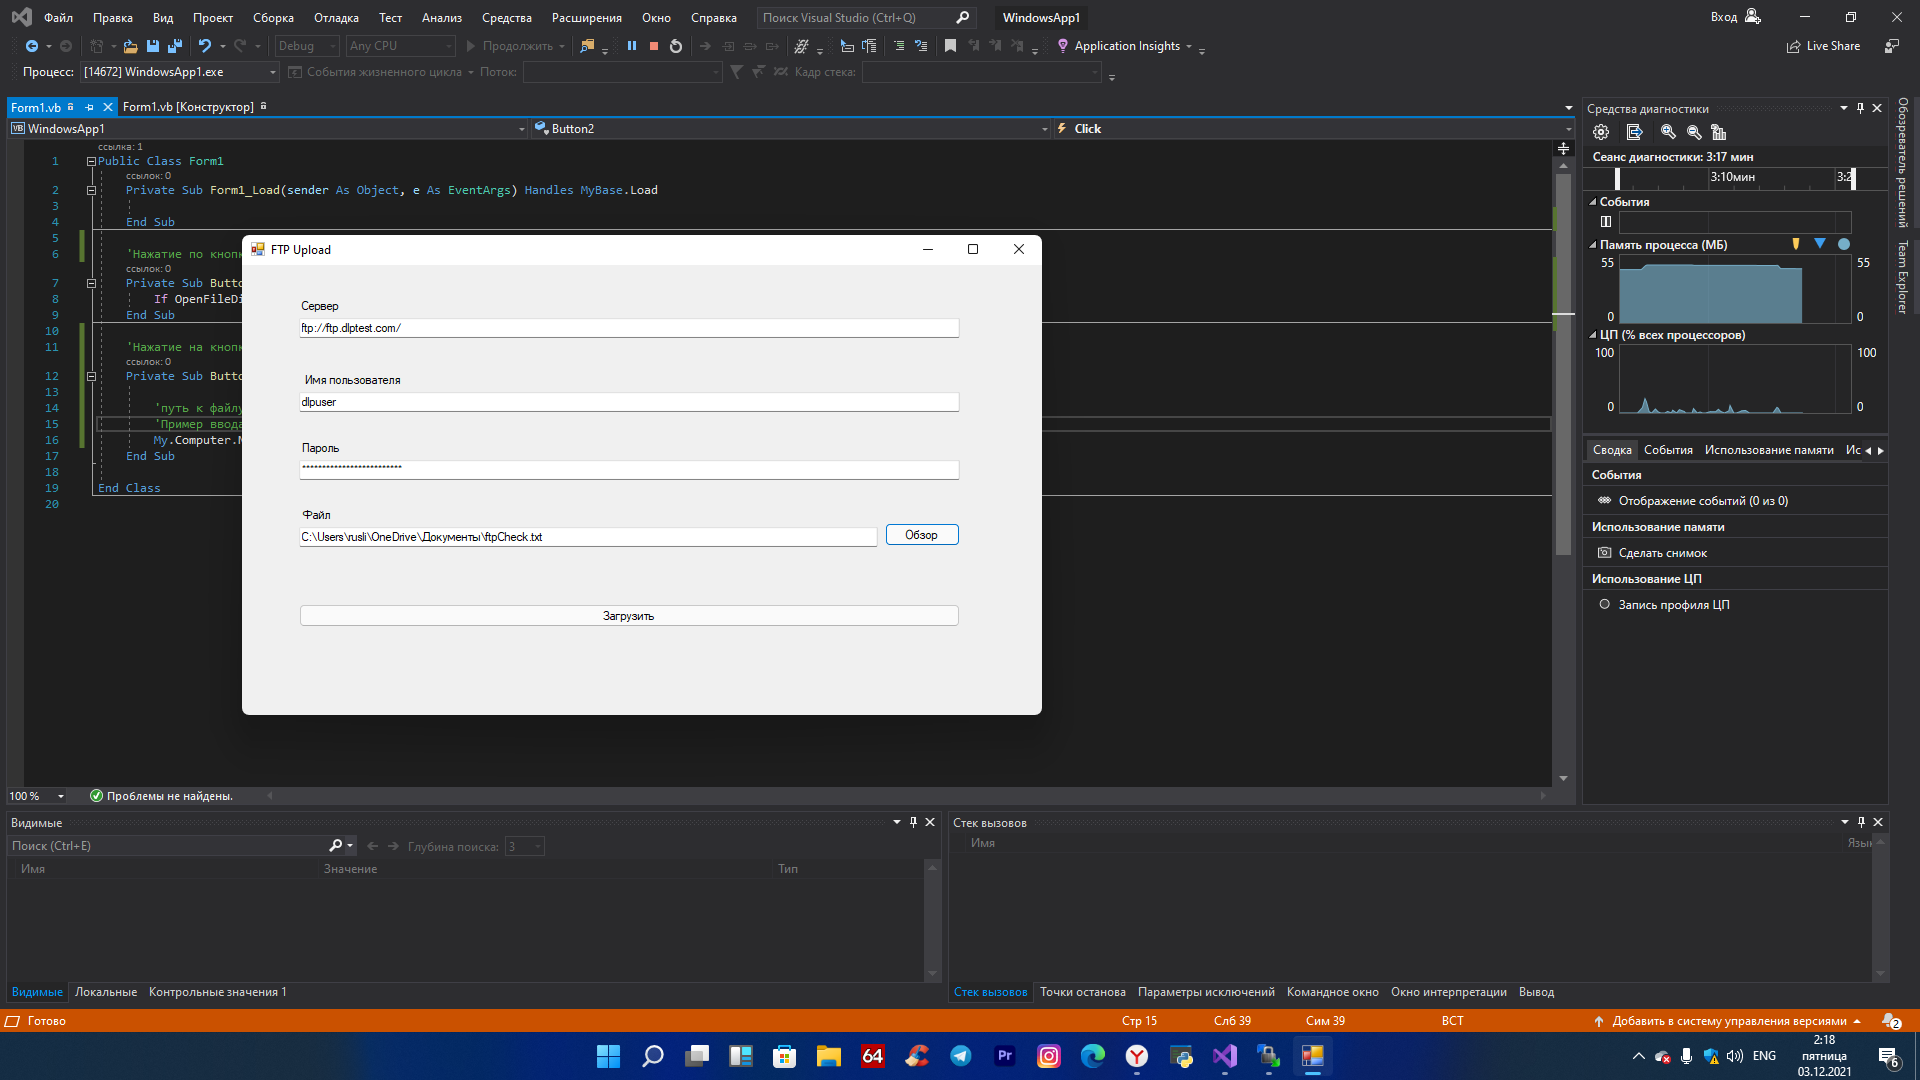 Файл Правка Вид Проект Сборка Отладка Тест Анализ Средства Расширения Окно Справка Поиск Visual Studio (Ctrl+Q) WindowsApp1 Вход
Debug Any CPU Продолжить Application Insights Live Share
Процесс: [14672] WindowsApp1.exe События жизненного цикла Поток: Кадр стека:
Form1.vb Form1.vb [Конструктор]
WindowsApp1 Button2 Click
ссылка: 1
1 Public Class Form1
ссылок: 0
2 Private Sub Form1_Load(sender As Object, e As EventArgs) Handles MyBase.Load
3
4 End Sub
5
6 'Нажатие по кнопк
ссылок: 0
7 Private Sub Butto
8 If OpenFileDi
9 End Sub
10
11 'Нажатие на кнопк
ссылок: 0
12 Private Sub Butto
13
14 'путь к файлу
15 'Пример ввода
16 My.Computer.N
17 End Sub
18
19 End Class
20
FTP Upload
Сервер
ftp://ftp.dlptest.com/
Имя пользователя
dlpuser
Пароль
*************************
Файл
C:\Users\rusli\OneDrive\Документы\ftpCheck.txt
Обзор
Загрузить
100 % Проблемы не найдены.
Средства диагностики
Сеанс диагностики: 3:17 мин
3:10мин 3:2
События
Память процесса (МБ)
55 55
0 0
ЦП (% всех процессоров)
100 100
0 0
Сводка События Использование памяти Ис
События
Отображение событий (0 из 0)
Использование памяти
Сделать снимок
Использование ЦП
Запись профиля ЦП
Обозреватель решений
Team Explorer
Видимые
Поиск (Ctrl+E) Глубина поиска: 3
Имя Значение Тип
Видимые Локальные Контрольные значения 1
Стек вызовов
Имя Язык
Стек вызовов Точки останова Параметры исключений Командное окно Окно интерпретации Вывод
Готово Стр 15 Слб 39 Сим 39 ВСТ Добавить в систему управления версиями 2
64 Pr ENG
2:18
пятница
03.12.2021
6